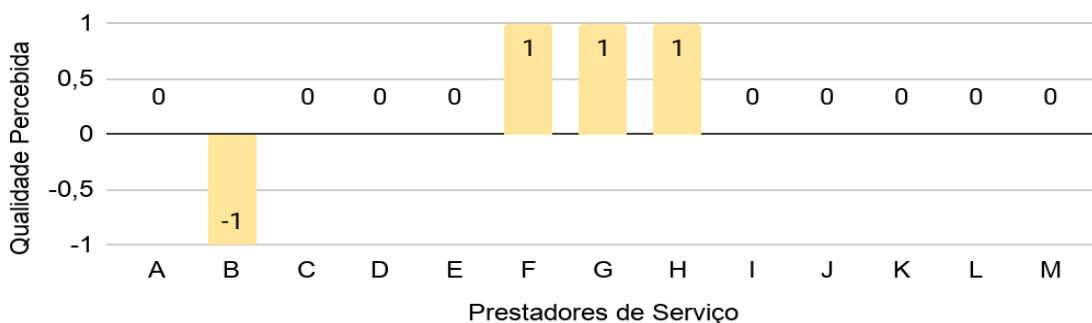 Qualidade Percebida
1
0,5
0
-0,5
-1
0 -1 0 0 0 1 1 1 0 0 0 0 0
A B C D E F G H I J K L M
Prestadores de Serviço